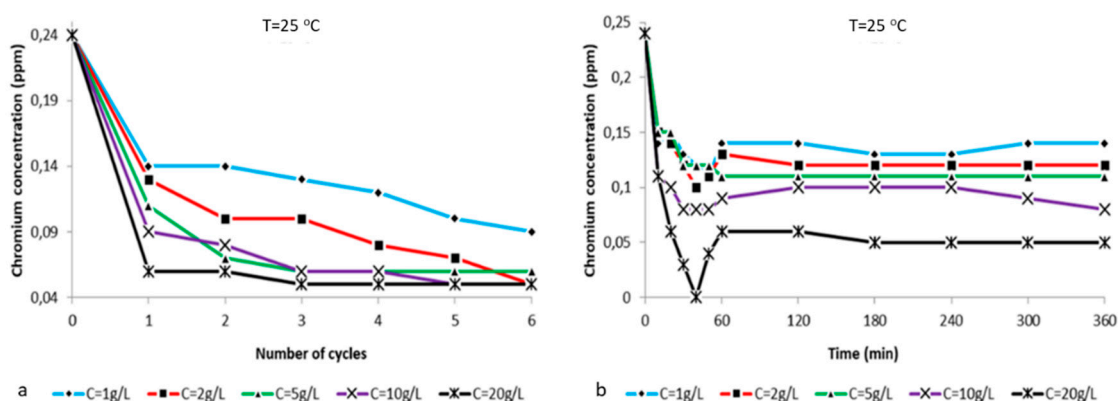 T=25 °C
Chromium concentration (ppm)
0,24
0,19
0,14
0,09
0,04
0 1 2 3 4 5 6
Number of cycles
a C=1g/L C=2g/L C=5g/L C=10g/L C=20g/L
T=25 °C
Chromium concentration (ppm)
0,25
0,2
0,15
0,1
0,05
0
0 60 120 180 240 300 360
Time (min)
b C=1g/L C=2g/L C=5g/L C=10g/L C=20g/L